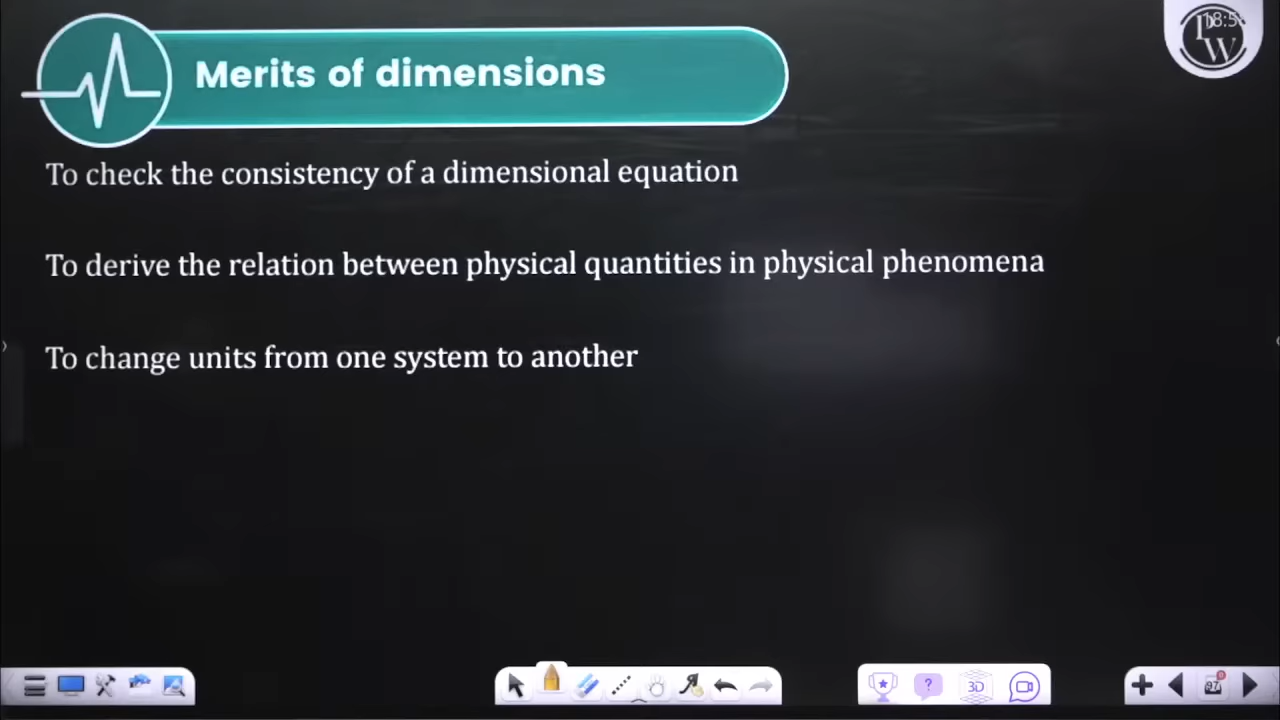 Merits of dimensions
To check the consistency of a dimensional equation
To derive the relation between physical quantities in physical phenomena
To change units from one system to another
3D
?